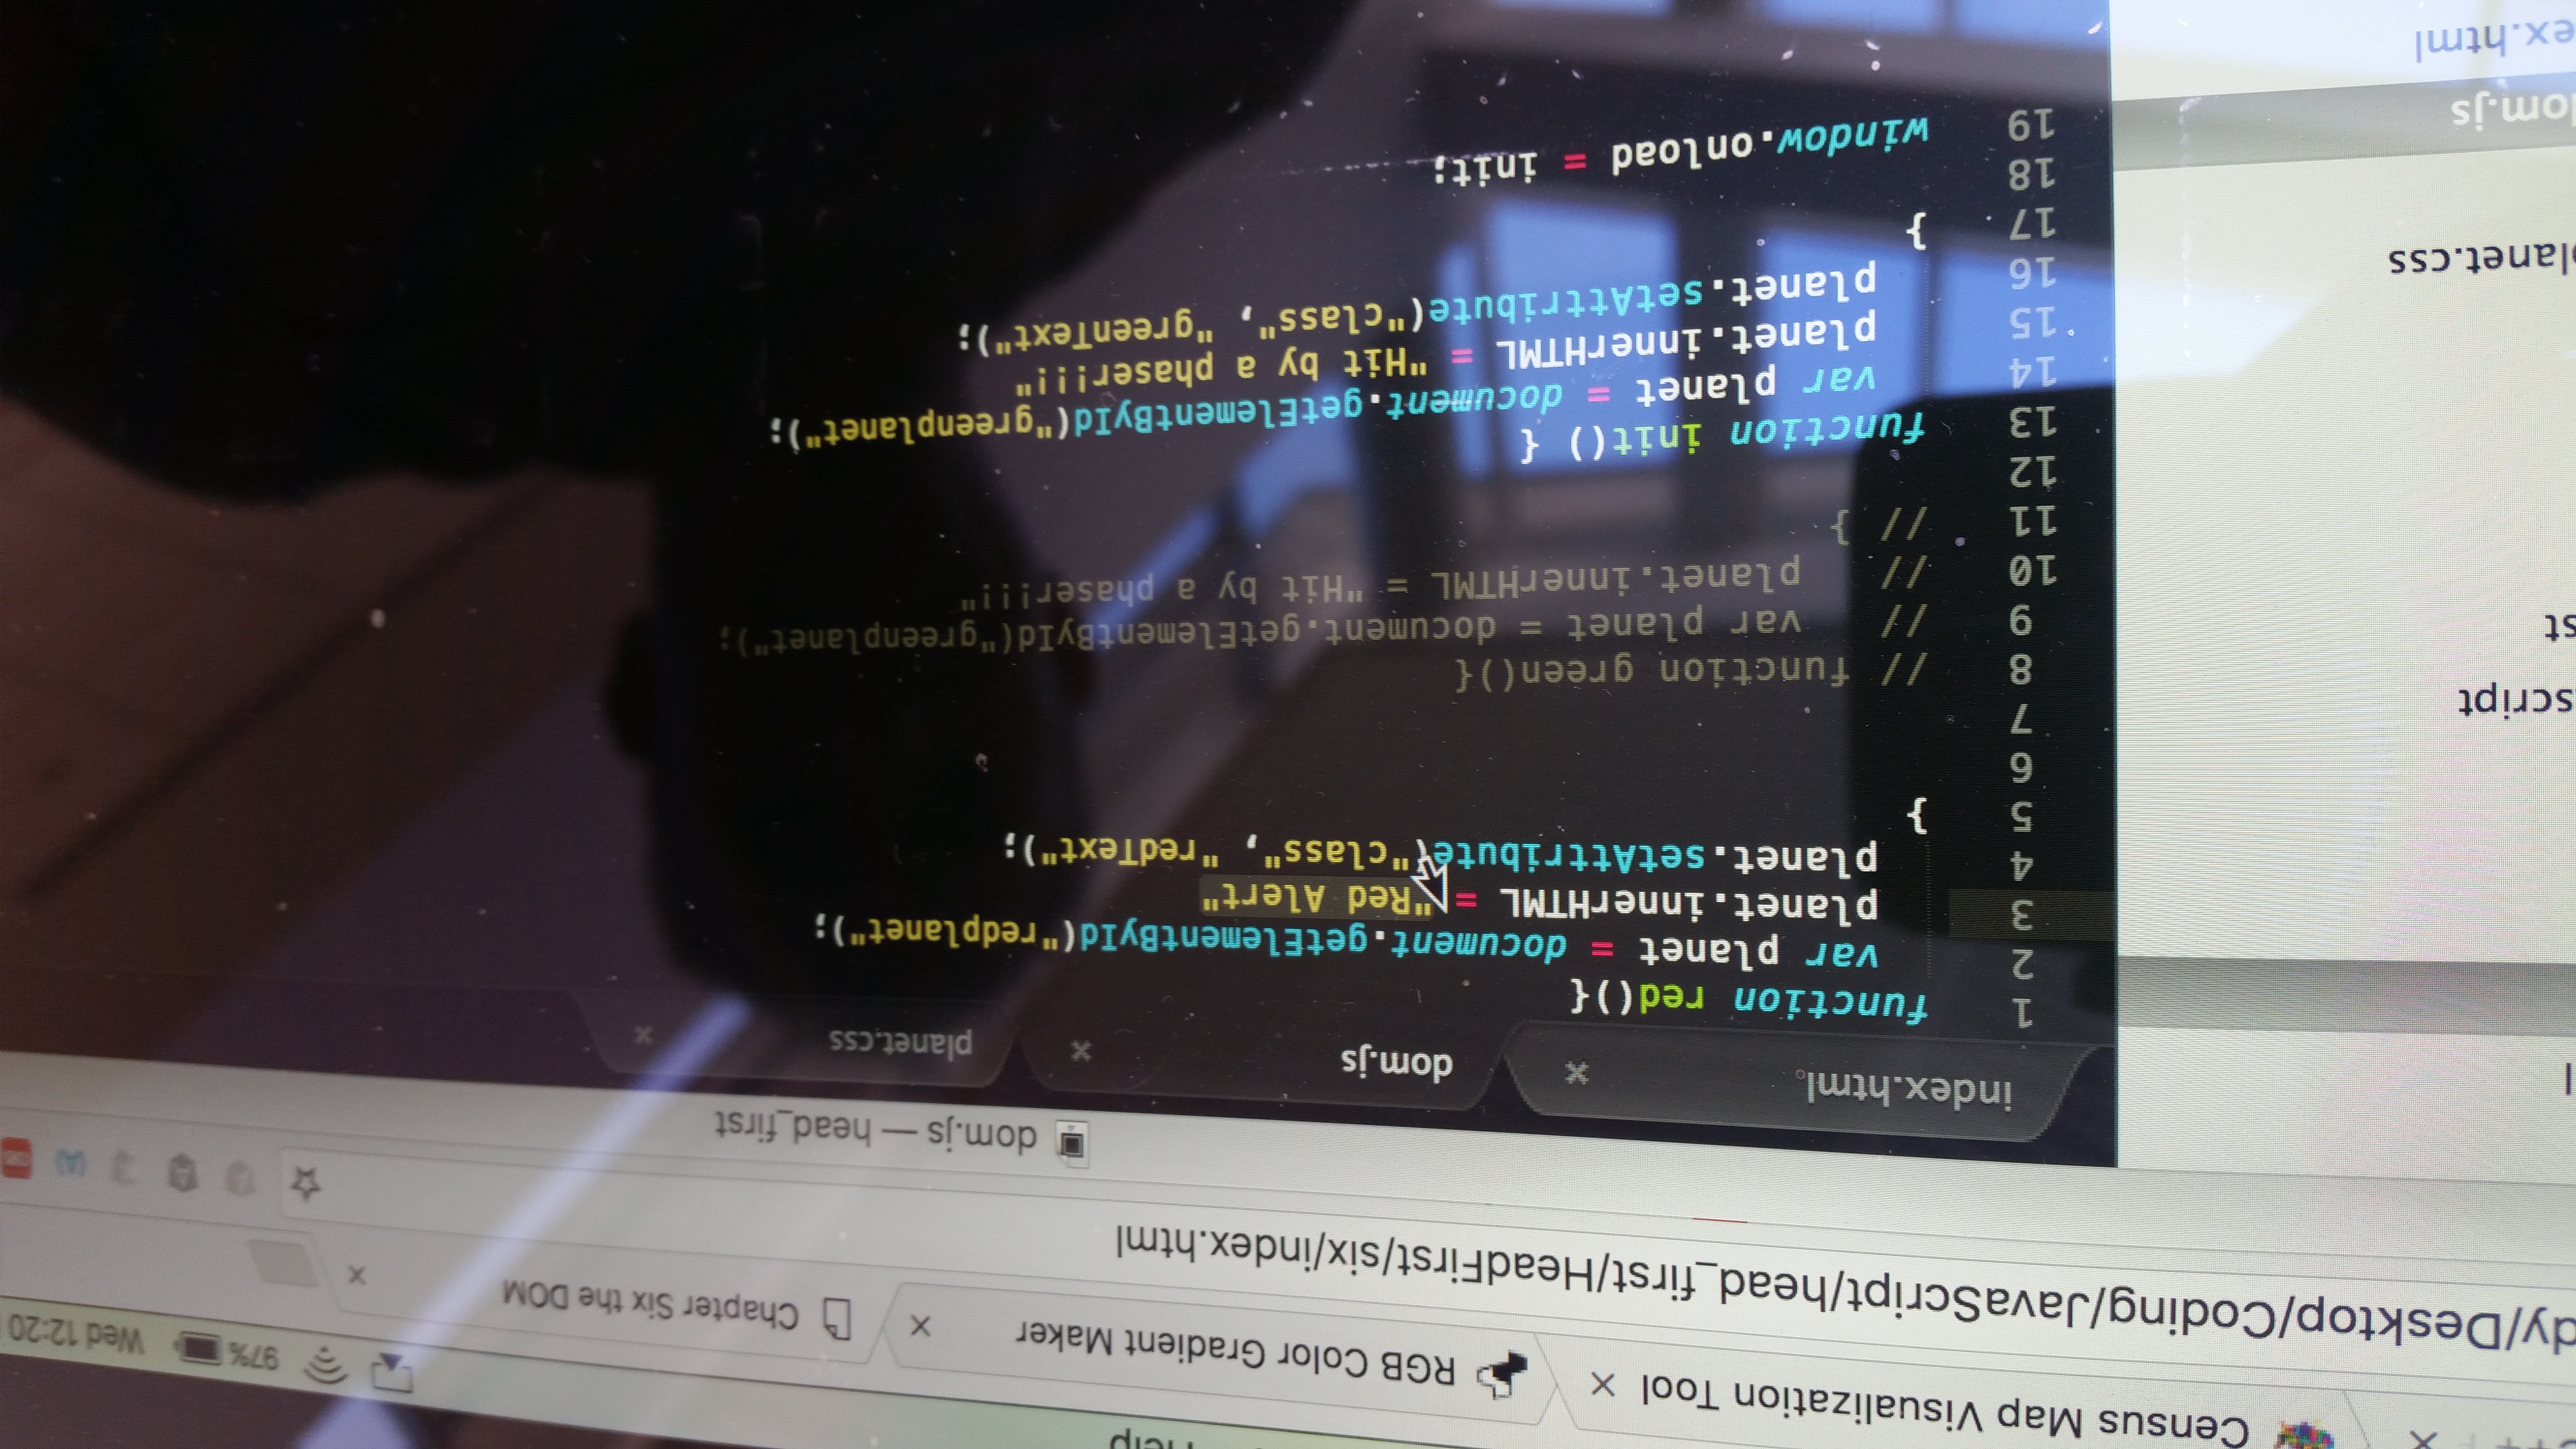 Help
Census Map Visualization Tool
RGB Color Gradient Maker
Chapter Six the DOM
97%
Wed 12:20
dy/Desktop/Coding/JavaScript/head_first/HeadFirst/six/index.html
dom.js — head_first
index.html
dom.js
planet.css
1 function red(){
2 var planet = document.getElementById("redplanet");
3 planet.innerHTML = "Red Alert"
4 planet.setAttribute("class", "redText");
5 }
6
7
8 // function green(){
9 // var planet = document.getElementById("greenplanet");
10 // planet.innerHTML = "Hit by a phaser!!!"
11 // }
12
13 function init() {
14 var planet = document.getElementById("greenplanet");
15 planet.innerHTML = "Hit by a phaser!!!"
16 planet.setAttribute("class", "greenText");
17 }
18
19 window.onload = init;
l
script
st
planet.css
dom.js
ex.html